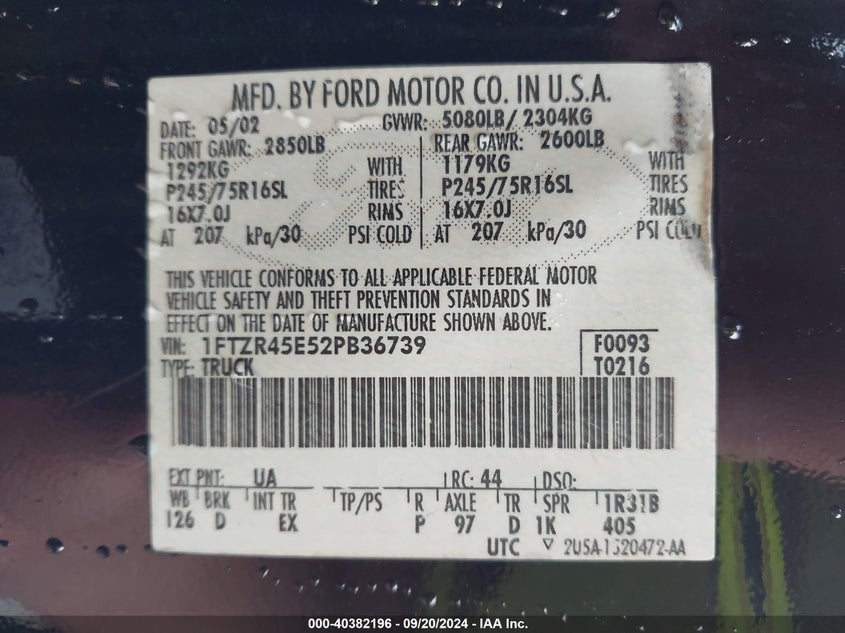 MFD. BY FORD MOTOR CO. IN U.S.A.
DATE: 05/02 GVWR: 5080LB/ 2304KG
FRONT GAWR: 2850LB REAR GAWR: 2600LB
1292KG WITH 1179KG WITH
P245/75R16SL TIRES P245/75R16SL TIRES
16X7.0J RIMS 16X7.0J RIMS
AT 207 kPa/30 PSI COLD AT 207 kPa/30 PSI COLD
THIS VEHICLE CONFORMS TO ALL APPLICABLE FEDERAL MOTOR
VEHICLE SAFETY AND THEFT PREVENTION STANDARDS IN
EFFECT ON THE DATE OF MANUFACTURE SHOWN ABOVE.
VIN: 1FTZR45E52PB36739 F0093
TYPE: TRUCK T0216
EXT PNT: UA RC: 44 DSO:
WB BRK INT TR TP/PS R AXLE TR SPR 1R31B
126 D EX P 97 D 1K 405
UTC ▽ 2U5A-1520472-AA
000-40382196 - 09/20/2024 - IAA Inc.